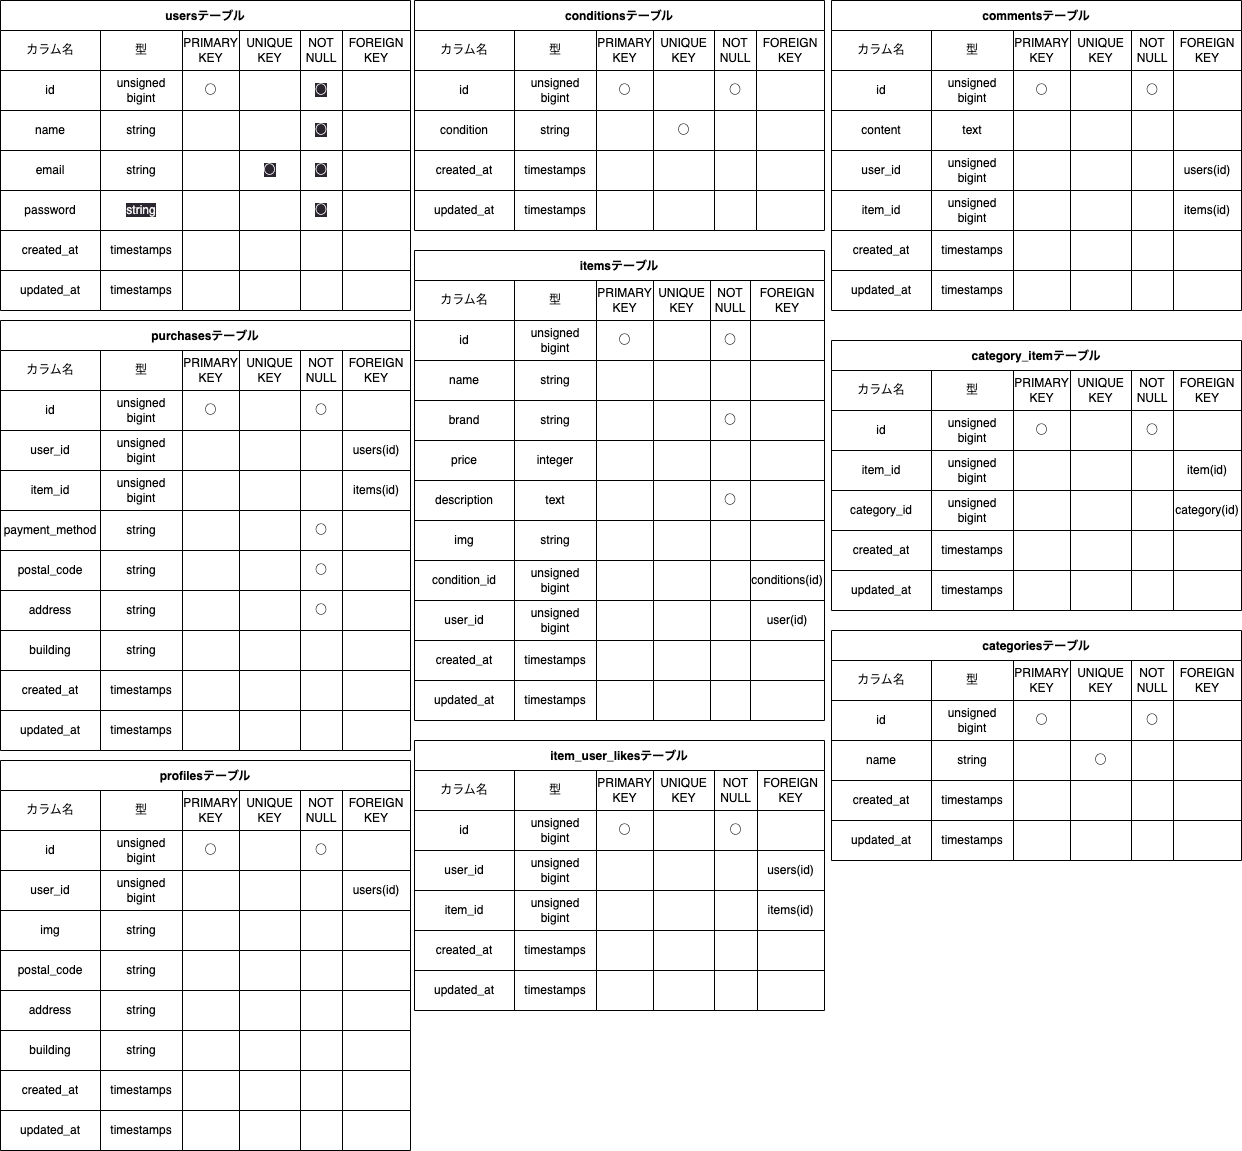 usersテーブル
カラム名 型 PRIMARY KEY UNIQUE KEY NOT NULL FOREIGN KEY
id unsigned bigint ○ ○
name string ○
email string ○ ○
password string ○
created_at timestamps
updated_at timestamps
purchasesテーブル
カラム名 型 PRIMARY KEY UNIQUE KEY NOT NULL FOREIGN KEY
id unsigned bigint ○ ○
user_id unsigned bigint users(id)
item_id unsigned bigint items(id)
payment_method string ○
postal_code string ○
address string ○
building string
created_at timestamps
updated_at timestamps
profilesテーブル
カラム名 型 PRIMARY KEY UNIQUE KEY NOT NULL FOREIGN KEY
id unsigned bigint ○ ○
user_id unsigned bigint users(id)
img string
postal_code string
address string
building string
created_at timestamps
updated_at timestamps
conditionsテーブル
カラム名 型 PRIMARY KEY UNIQUE KEY NOT NULL FOREIGN KEY
id unsigned bigint ○ ○
condition string ○
created_at timestamps
updated_at timestamps
itemsテーブル
カラム名 型 PRIMARY KEY UNIQUE KEY NOT NULL FOREIGN KEY
id unsigned bigint ○ ○
name string
brand string ○
price integer
description text ○
img string
condition_id unsigned bigint conditions(id)
user_id unsigned bigint user(id)
created_at timestamps
updated_at timestamps
item_user_likesテーブル
カラム名 型 PRIMARY KEY UNIQUE KEY NOT NULL FOREIGN KEY
id unsigned bigint ○ ○
user_id unsigned bigint users(id)
item_id unsigned bigint items(id)
created_at timestamps
updated_at timestamps
commentsテーブル
カラム名 型 PRIMARY KEY UNIQUE KEY NOT NULL FOREIGN KEY
id unsigned bigint ○ ○
content text
user_id unsigned bigint users(id)
item_id unsigned bigint items(id)
created_at timestamps
updated_at timestamps
category_itemテーブル
カラム名 型 PRIMARY KEY UNIQUE KEY NOT NULL FOREIGN KEY
id unsigned bigint ○ ○
item_id unsigned bigint item(id)
category_id unsigned bigint category(id)
created_at timestamps
updated_at timestamps
categoriesテーブル
カラム名 型 PRIMARY KEY UNIQUE KEY NOT NULL FOREIGN KEY
id unsigned bigint ○ ○
name string ○
created_at timestamps
updated_at timestamps